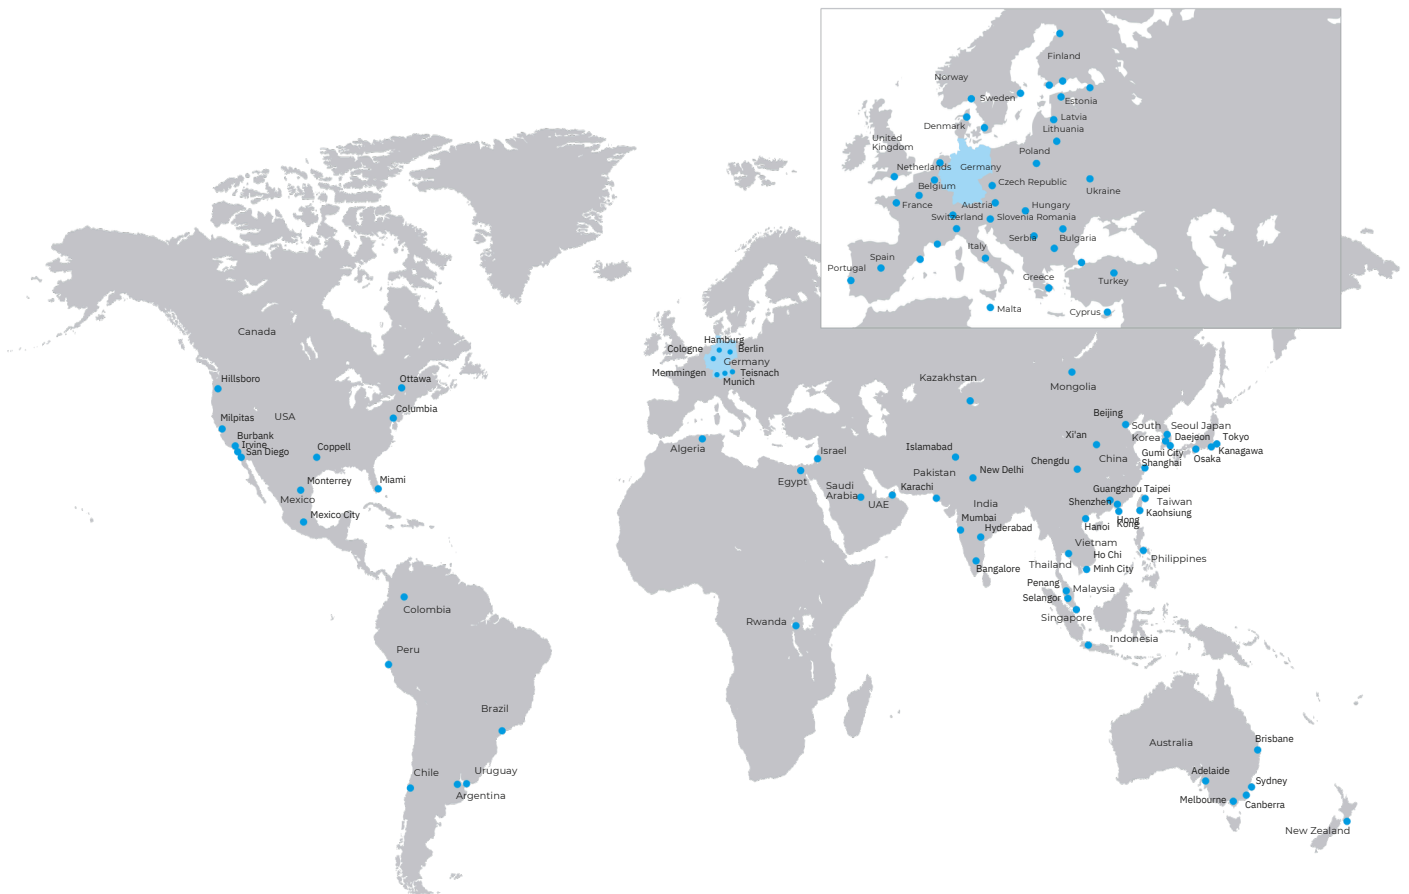 Finland
Norway
Sweden
Estonia
Latvia
Denmark
Lithuania
United
Kingdom
Poland
Netherlands
Germany
Czech Republic
Belgium
Ukraine
France
Austria
Hungary
Switzerland
Slovenia
Romania
Serbia
Bulgaria
Italy
Spain
Portugal
Greece
Turkey
Malta
Cyprus
Canada
Hillsboro
Ottawa
Columbia
Milpitas
USA
Burbank
Irvine
San Diego
Coppell
Monterrey
Miami
Mexico
Mexico City
Colombia
Peru
Brazil
Chile
Uruguay
Argentina
Hamburg
Cologne
Berlin
Germany
Memmingen
Teisnach
Munich
Algeria
Israel
Egypt
Saudi
Arabia
UAE
Rwanda
Kazakhstan
Mongolia
Islamabad
Pakistan
New Delhi
Karachi
India
Mumbai
Hyderabad
Bangalore
Beijing
Xi'an
Chengdu
China
South
Korea
Seoul
Japan
Daejeon
Tokyo
Gumi City
Kanagawa
Osaka
Shanghai
Guangzhou
Taipei
Shenzhen
Taiwan
Kaohsiung
Hong
Kong
Hanoi
Vietnam
Thailand
Ho Chi
Minh City
Philippines
Penang
Malaysia
Selangor
Singapore
Indonesia
Australia
Brisbane
Adelaide
Sydney
Melbourne
Canberra
New Zealand